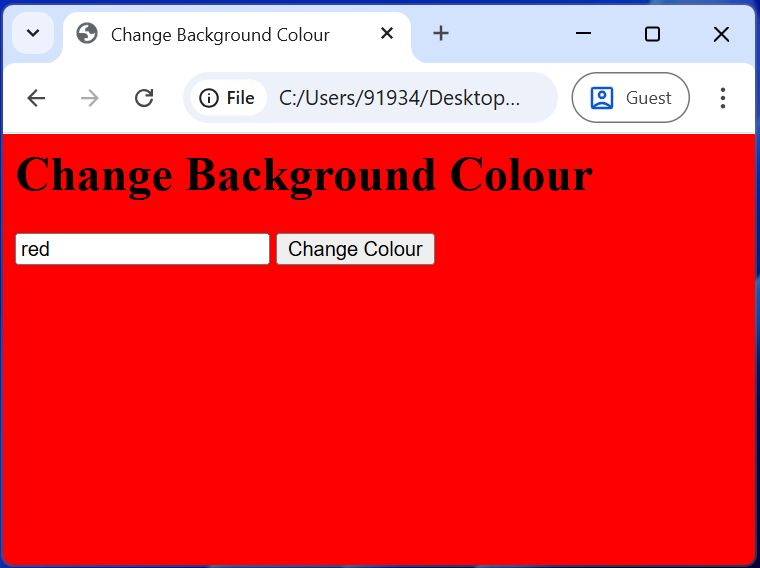 Change Background Colour
File C:/Users/91934/Desktop... Guest
Change Background Colour
red Change Colour